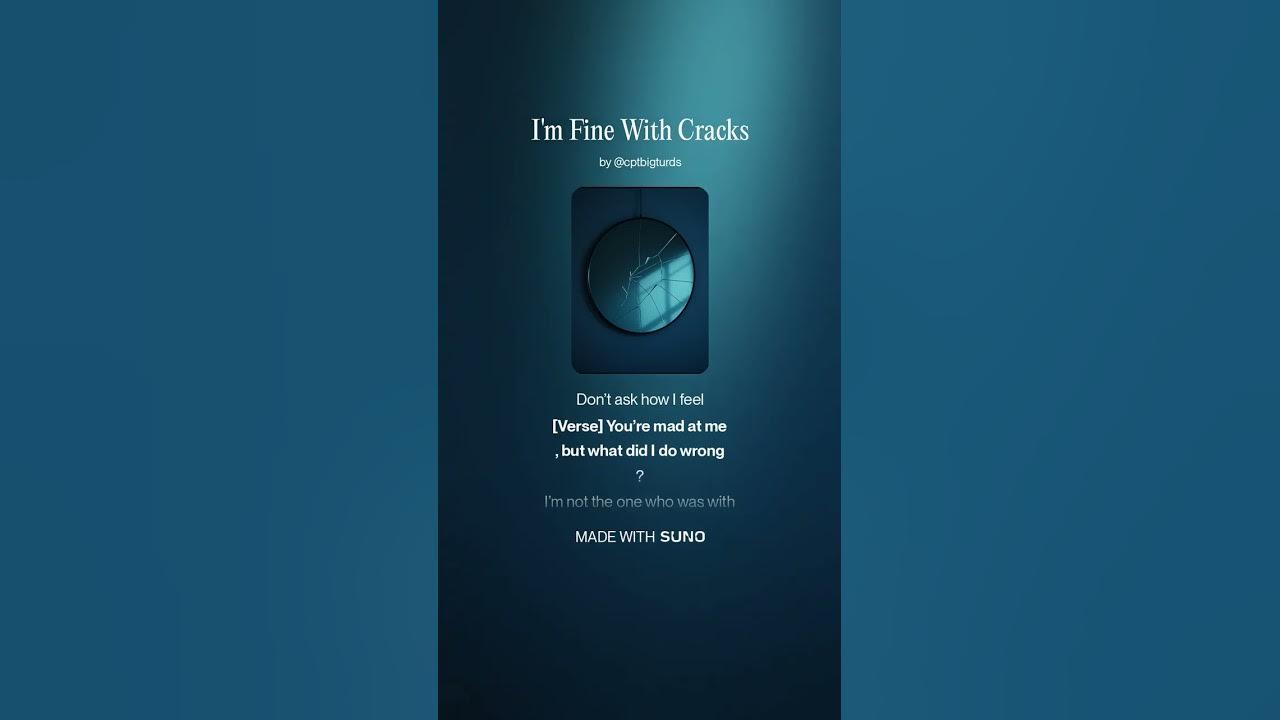 I'm Fine With Cracks
by @cptbigturds
Don’t ask how I feel
[Verse] You’re mad at me
, but what did I do wrong
?
I’m not the one who was with
MADE WITH SUNO